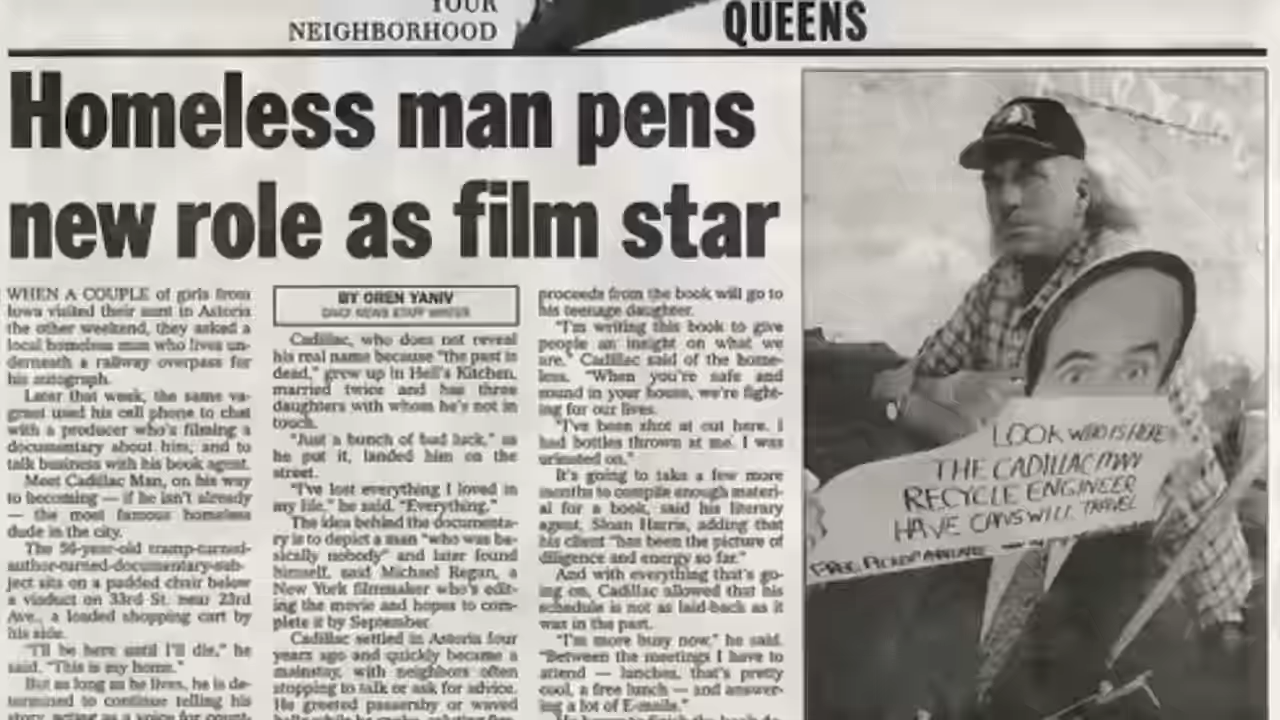 YOUR
NEIGHBORHOOD
QUEENS
Homeless man pens
new role as film star
WHEN A COUPLE of girls from
Iowa visited their aunt in Astoria
the other weekend, they asked a
local homeless man who lives un-
derneath a railway overpass for
his autograph.
Later that week, the same va-
grant used his cell phone to chat
with a producer who's filming a
documentary about him, and to
talk business with his book agent.
Meet Cadillac Man, on his way
to becoming — if he isn't already
— the most famous homeless
dude in the city.
The 56-year-old tramp-turned-
author-turned-documentary-sub-
ject sits on a padded chair below
a viaduct on 33rd St. near 23rd
Ave., a loaded shopping cart by
his side.
"I'll be here until I'll die," he
said. "This is my home."
But as long as he lives, he is de-
termined to continue telling his
story, acting as a voice for count-
BY OREN YANIV
DAILY NEWS STAFF WRITER
Cadillac, who does not reveal
his real name because "the past is
dead," grew up in Hell's Kitchen,
married twice and has three
daughters with whom he's not in
touch.
"Just a bunch of bad luck," as
he put it, landed him on the
street.
"I've lost everything I loved in
my life," he said. "Everything."
The idea behind the documenta-
ry is to depict a man "who was ba-
sically nobody" and later found
himself, said Michael Regan, a
New York filmmaker who's edit-
ing the movie and hopes to com-
plete it by September.
Cadillac settled in Astoria four
years ago and quickly became a
mainstay, with neighbors often
stopping to talk or ask for advice.
He greeted passersby or waved
proceeds from the book will go to
his teenage daughter.
"I'm writing this book to give
people an insight on what we
are," Cadillac said of the home-
less. "When you're safe and
sound in your house, we're fight-
ing for our lives.
"I've been shot at out here. I
had bottles thrown at me. I was
urinated on."
It's going to take a few more
months to compile enough materi-
al for a book, said his literary
agent, Sloan Harris, adding that
his client "has been the picture of
diligence and energy so far."
And with everything that's go-
ing on, Cadillac allowed that his
schedule is not as laid-back as it
was in the past.
"I'm more busy now," he said.
"Between the meetings I have to
attend — lunches, that's pretty
cool, a free lunch — and answer-
ing a lot of E-mails."
He hopes to finish the book
LOOK WHO IS HERE
THE CADILLAC MAN
RECYCLE ENGINEER
HAVE CANS WILL TRAVEL
FREE PICKUP